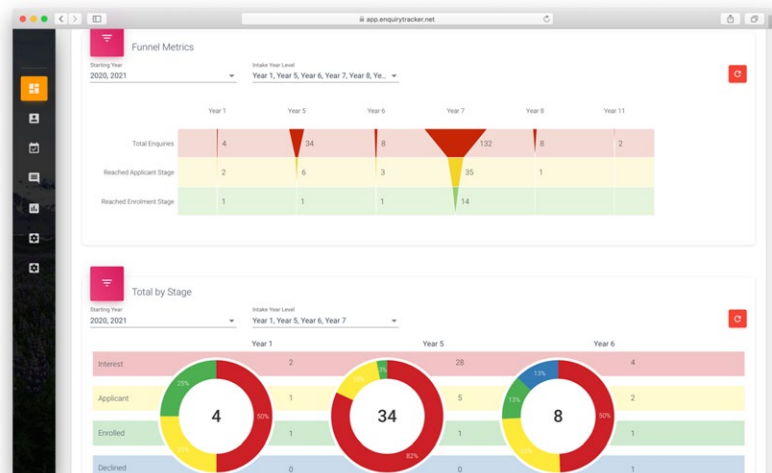 app.enquirytracker.net
Funnel Metrics
Starting Year
2020, 2021
Intake Year Level
Year 1, Year 5, Year 6, Year 7, Year 8, Ye...
Year 1 Year 5 Year 6 Year 7 Year 8 Year 11
Total Enquiries 4 34 8 132 8 2
Reached Applicant Stage 2 6 3 35 1
Reached Enrolment Stage 1 1 1 14
Total by Stage
Starting Year
2020, 2021
Intake Year Level
Year 1, Year 5, Year 6, Year 7
Year 1 Year 5 Year 6
Interest 2 28 4
Applicant 1 5 2
Enrolled 1 1 1
Declined 0 0 1
25% 50% 4
3% 82% 34
13% 13% 50% 8